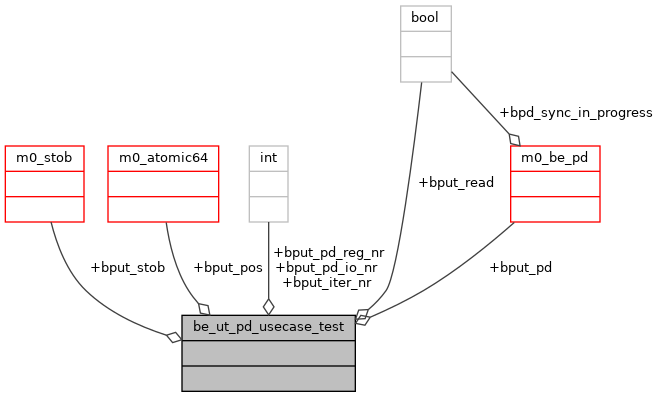 bool
+bpd_sync_in_progress
m0_stob
m0_atomic64
int
m0_be_pd
+bput_read
+bput_stob
+bput_pos
+bput_pd_reg_nr
+bput_pd_io_nr
+bput_iter_nr
+bput_pd
be_ut_pd_usecase_test